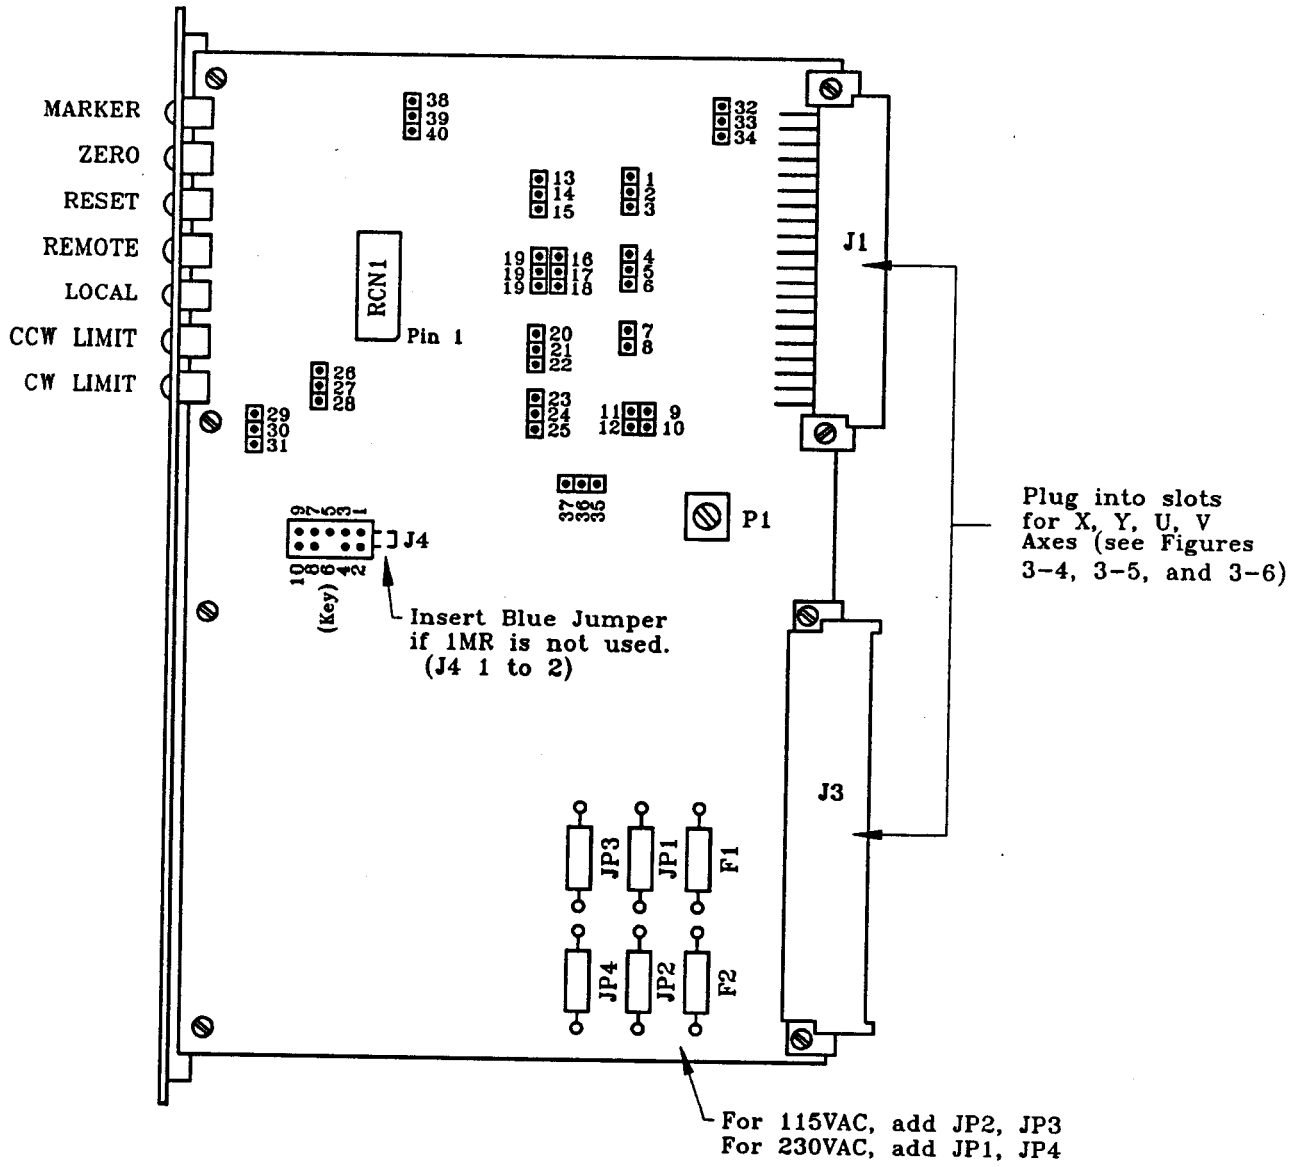 MARKER
ZERO
RESET
REMOTE
LOCAL
CCW LIMIT
CW LIMIT
38
39
40
32
33
34
13
14
15
1
2
3
19 16
19 17
19 18
4
5
6
RCN1
Pin 1
20
21
22
7
8
26
27
28
29
30
31
23
24
25
11 9
12 10
37 36 35
P1
9 7 5 3 1
J4
10 8 6 4 2
(Key)
Insert Blue Jumper
if 1MR is not used.
(J4 1 to 2)
J1
Plug into slots
for X, Y, U, V
Axes (see Figures
3-4, 3-5, and 3-6)
J3
JP3 JP1 F1
JP4 JP2 F2
For 115VAC, add JP2, JP3
For 230VAC, add JP1, JP4